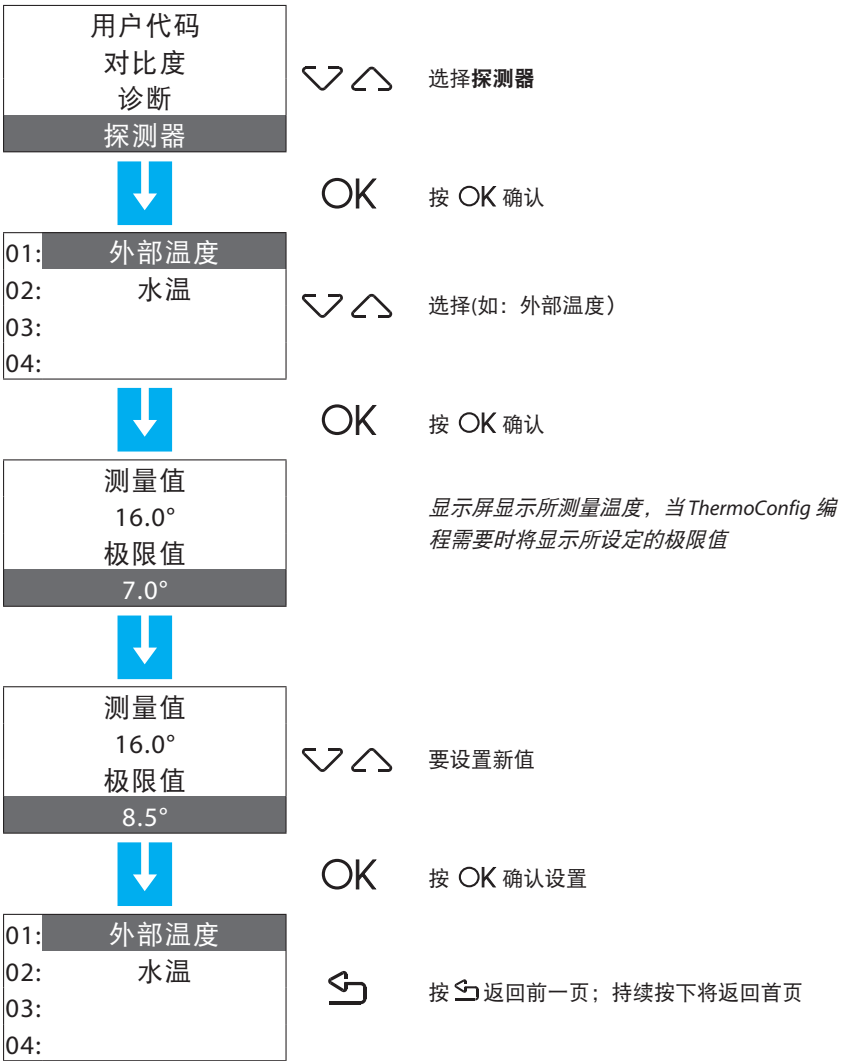 用户代码
对比度
诊断
探测器
选择探测器
OK 按 OK 确认
01: 外部温度
02: 水温
03:
04:
选择(如：外部温度）
OK 按 OK 确认
测量值
16.0°
极限值
7.0°
显示屏显示所测量温度，当 ThermoConfig 编
程需要时将显示所设定的极限值
测量值
16.0°
极限值
8.5°
要设置新值
OK 按 OK 确认设置
01: 外部温度
02: 水温
03:
04:
按 返回前一页；持续按下将返回首页